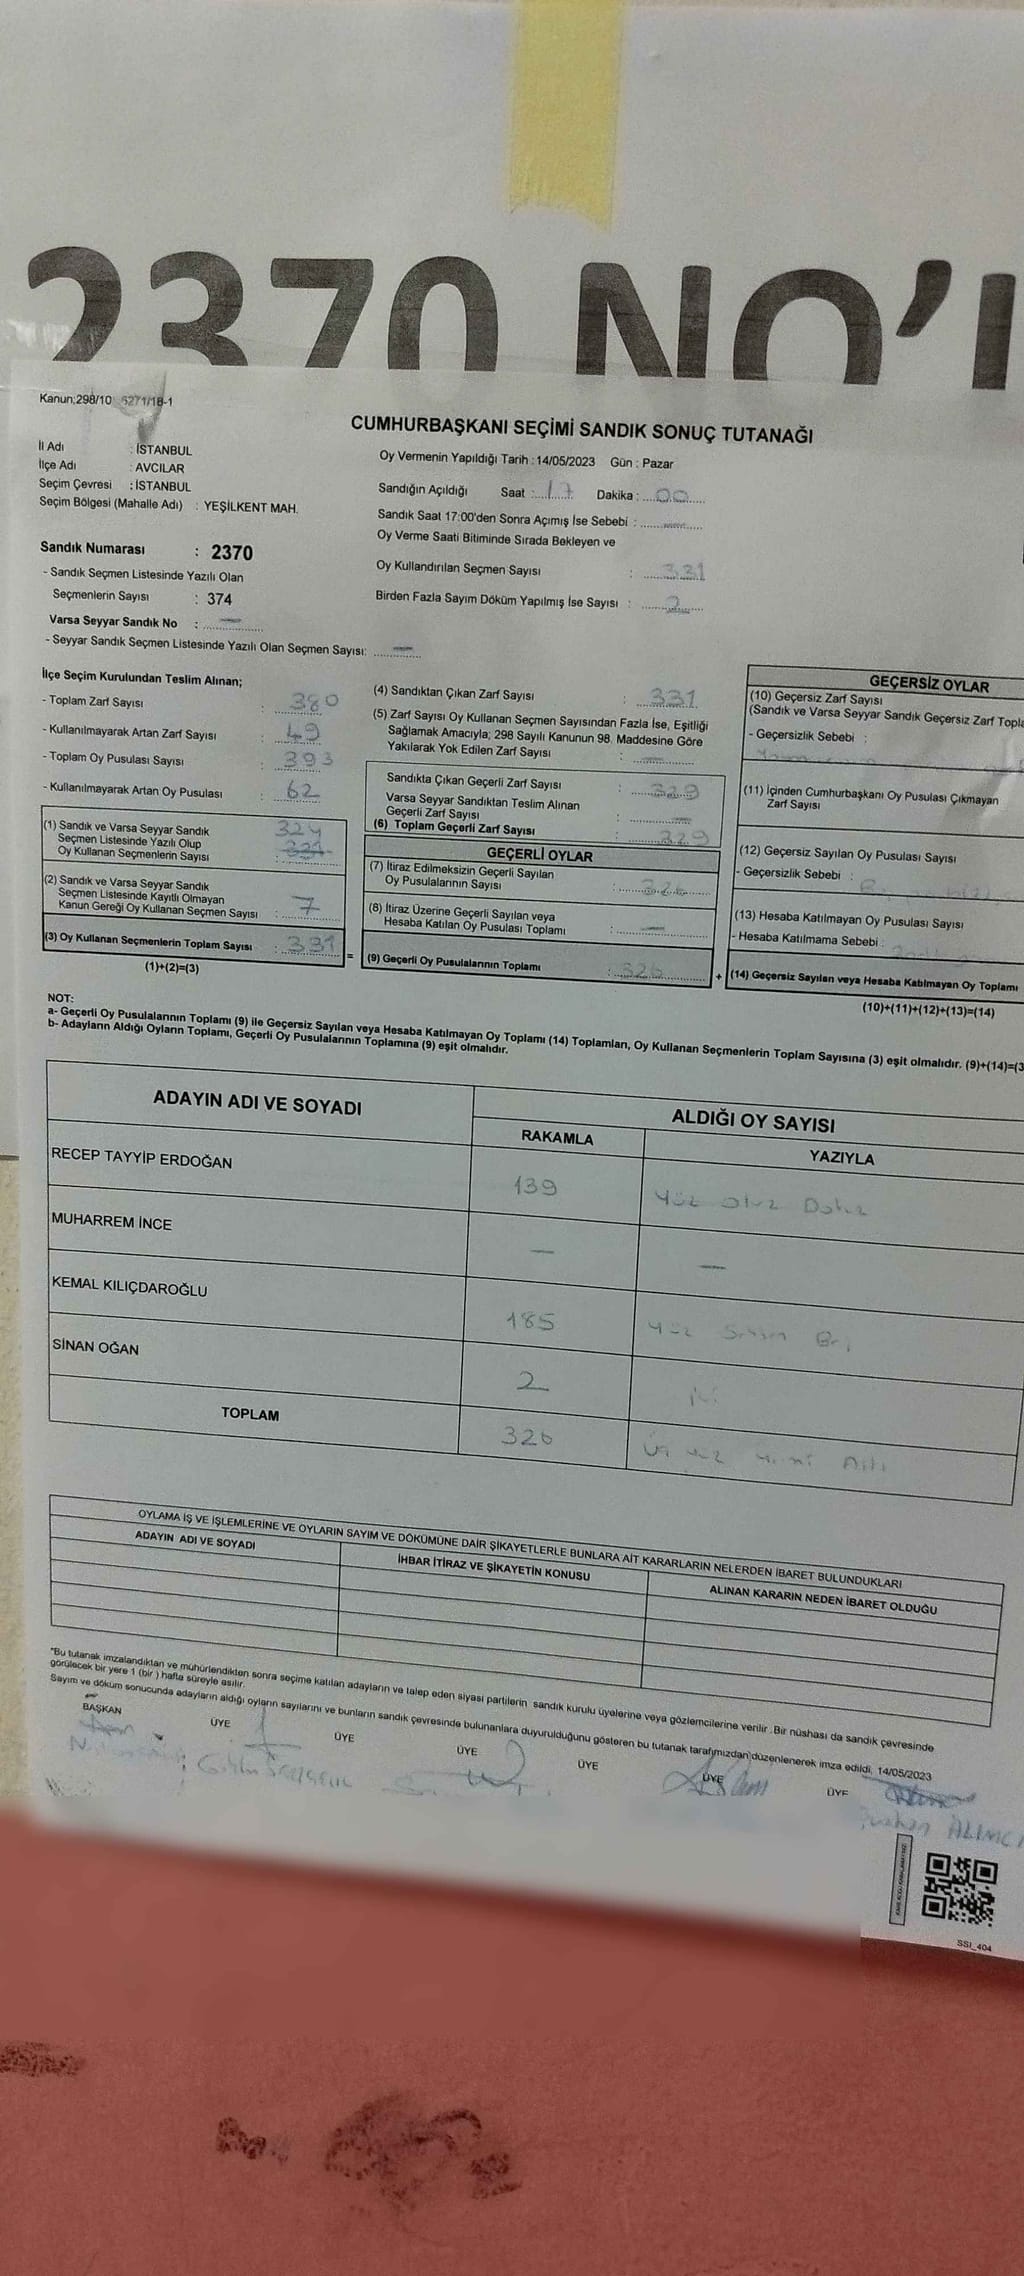 2370 NO'L
Kanun;298/10 6271/18-1
CUMHURBAŞKANI SEÇİMİ SANDIK SONUÇ TUTANAĞI
İl Adı : İSTANBUL
İlçe Adı : AVCILAR
Seçim Çevresi : İSTANBUL
Seçim Bölgesi (Mahalle Adı) : YEŞİLKENT MAH.
Oy Vermenin Yapıldığı Tarih : 14/05/2023 Gün : Pazar
Sandığın Açıldığı Saat : 17 Dakika : 00
Sandık Saat 17:00'den Sonra Açımış İse Sebebi : —
Oy Verme Saati Bitiminde Sırada Bekleyen ve
Oy Kullandırılan Seçmen Sayısı : 331
Birden Fazla Sayım Döküm Yapılmış İse Sayısı : 2
Sandık Numarası : 2370
- Sandık Seçmen Listesinde Yazılı Olan
Seçmenlerin Sayısı : 374
Varsa Seyyar Sandık No : —
- Seyyar Sandık Seçmen Listesinde Yazılı Olan Seçmen Sayısı: —
İlçe Seçim Kurulundan Teslim Alınan;
- Toplam Zarf Sayısı : 380
- Kullanılmayarak Artan Zarf Sayısı : 49
- Toplam Oy Pusulası Sayısı : 393
- Kullanılmayarak Artan Oy Pusulası : 62
(1) Sandık ve Varsa Seyyar Sandık 324
Seçmen Listesinde Yazılı Olup
Oy Kullanan Seçmenlerin Sayısı : 331
(2) Sandık ve Varsa Seyyar Sandık
Seçmen Listesinde Kayıtlı Olmayan
Kanun Gereği Oy Kullanan Seçmen Sayısı : 7
(3) Oy Kullanan Seçmenlerin Toplam Sayısı : 331
(1)+(2)=(3)
=
(4) Sandıktan Çıkan Zarf Sayısı : 331
(5) Zarf Sayısı Oy Kullanan Seçmen Sayısından Fazla İse, Eşitliği
Sağlamak Amacıyla; 298 Sayılı Kanunun 98. Maddesine Göre
Yakılarak Yok Edilen Zarf Sayısı : —
Sandıkta Çıkan Geçerli Zarf Sayısı : 329
Varsa Seyyar Sandıktan Teslim Alınan
Geçerli Zarf Sayısı : —
(6) Toplam Geçerli Zarf Sayısı : 329
GEÇERLİ OYLAR
(7) İtiraz Edilmeksizin Geçerli Sayılan
Oy Pusulalarının Sayısı : 326
(8) İtiraz Üzerine Geçerli Sayılan veya
Hesaba Katılan Oy Pusulası Toplamı : —
(9) Geçerli Oy Pusulalarının Toplamı : 326
+
GEÇERSİZ OYLAR
(10) Geçersiz Zarf Sayısı
(Sandık ve Varsa Seyyar Sandık Geçersiz Zarf Topla
- Geçersizlik Sebebi :
(11) İçinden Cumhurbaşkanı Oy Pusulası Çıkmayan
Zarf Sayısı
(12) Geçersiz Sayılan Oy Pusulası Sayısı
- Geçersizlik Sebebi :
(13) Hesaba Katılmayan Oy Pusulası Sayısı
- Hesaba Katılmama Sebebi :
(14) Geçersiz Sayılan veya Hesaba Katılmayan Oy Toplamı
(10)+(11)+(12)+(13)=(14)
NOT:
a- Geçerli Oy Pusulalarının Toplamı (9) ile Geçersiz Sayılan veya Hesaba Katılmayan Oy Toplamı (14) Toplamları, Oy Kullanan Seçmenlerin Toplam Sayısına (3) eşit olmalıdır. (9)+(14)=(3
b- Adayların Aldığı Oyların Toplamı, Geçerli Oy Pusulalarının Toplamına (9) eşit olmalıdır.
ADAYIN ADI VE SOYADI
ALDIĞI OY SAYISI
RAKAMLA YAZIYLA
RECEP TAYYİP ERDOĞAN 139 Yüz Otuz Dokuz
MUHARREM İNCE — —
KEMAL KILIÇDAROĞLU 185 Yüz Seksen Beş
SİNAN OĞAN 2 İki
TOPLAM 326 Üç Yüz Yirmi Altı
OYLAMA İŞ VE İŞLEMLERİNE VE OYLARIN SAYIM VE DÖKÜMÜNE DAİR ŞİKAYETLERLE BUNLARA AİT KARARLARIN NELERDEN İBARET BULUNDUKLARI
ADAYIN ADI VE SOYADI İHBAR İTİRAZ VE ŞİKAYETİN KONUSU ALINAN KARARIN NEDEN İBARET OLDUĞU
"Bu tutanak imzalandıktan ve mühürlendikten sonra seçime katılan adayların ve talep eden siyasi partilerin sandık kurulu üyelerine veya gözlemcilerine verilir. Bir nüshası da sandık çevresinde
görülecek bir yere 1 (bir ) hafta süreyle asılır.
Sayım ve döküm sonucunda adayların aldığı oyların sayılarını ve bunların sandık çevresinde bulunanlara duyurulduğunu gösteren bu tutanak tarafımızdan düzenlenerek imza edildi, 14/05/2023
BAŞKAN ÜYE ÜYE ÜYE ÜYE ÜYE ÜYE
ALIMCI
SSI_404